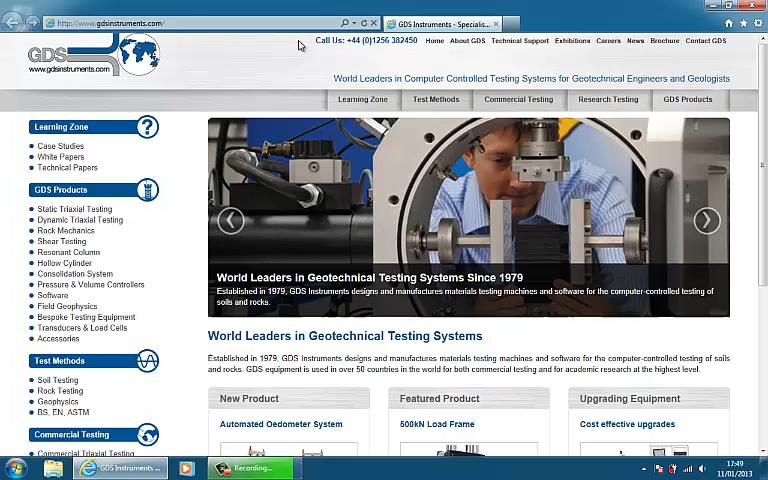 http://www.gdsinstruments.com/
GDS Instruments - Specialis...
GDS
www.gdsinstruments.com
Call Us: +44 (0)1256 382450
Home
About GDS
Technical Support
Exhibitions
Careers
News
Brochure
Contact GDS
World Leaders in Computer Controlled Testing Systems for Geotechnical Engineers and Geologists
Learning Zone
Test Methods
Commercial Testing
Research Testing
GDS Products
Learning Zone
?
Case Studies
White Papers
Technical Papers
GDS Products
Static Triaxial Testing
Dynamic Triaxial Testing
Rock Mechanics
Shear Testing
Resonant Column
Hollow Cylinder
Consolidation System
Pressure & Volume Controllers
Software
Field Geophysics
Bespoke Testing Equipment
Transducers & Load Cells
Accessories
Test Methods
Soil Testing
Rock Testing
Geophysics
BS, EN, ASTM
Commercial Testing
Commercial Triaxial
World Leaders in Geotechnical Testing Systems Since 1979
Established in 1979, GDS Instruments designs and manufactures materials testing machines and software for the computer-controlled testing of
soils and rocks.
World Leaders in Geotechnical Testing Systems
Established in 1979, GDS Instruments designs and manufactures materials testing machines and software for the computer-controlled testing of soils
and rocks. GDS equipment is used in over 50 countries in the world for both commercial testing and for academic research at the highest level.
New Product
Automated Oedometer System
Featured Product
500kN Load Frame
Upgrading Equipment
Cost effective upgrades
GDS Instruments ...
Recording...
17:49
11/01/2013